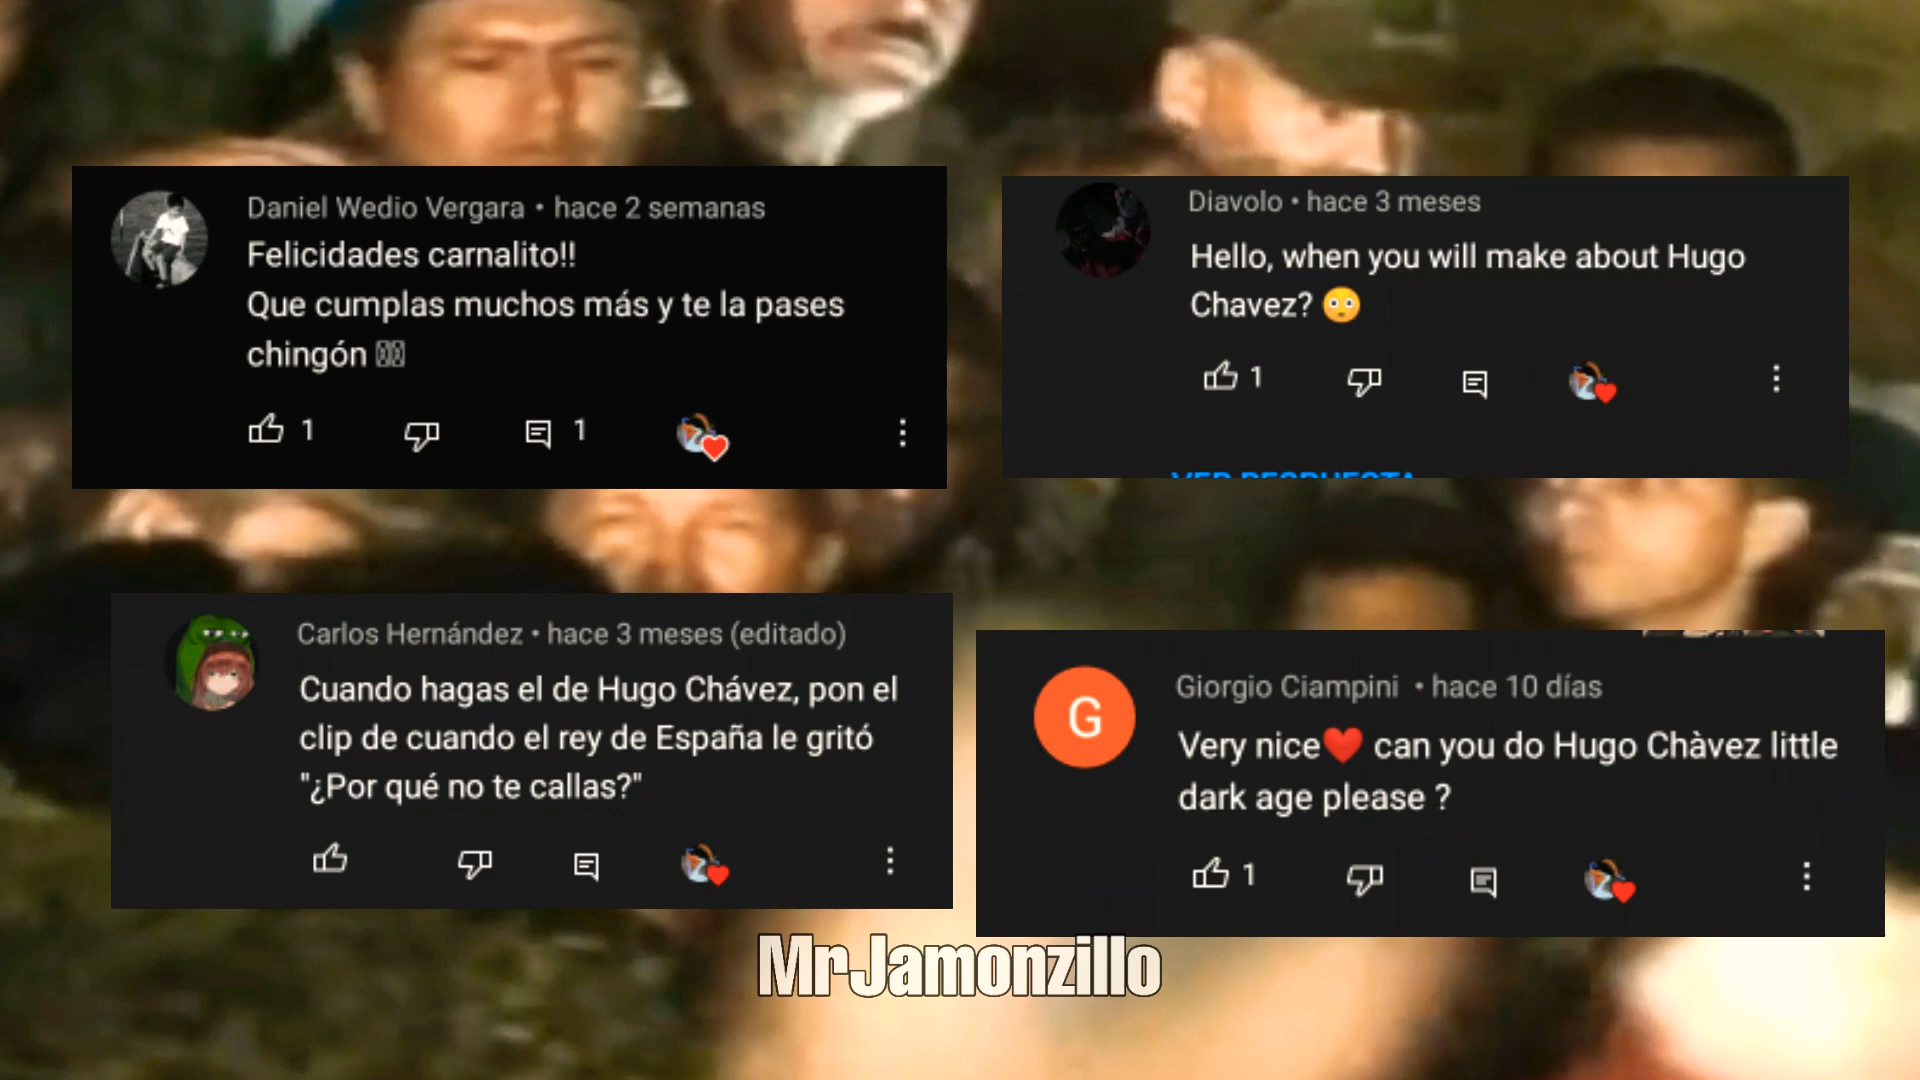 Daniel Wedio Vergara • hace 2 semanas
Felicidades carnalito!!
Que cumplas muchos más y te la pases
chingón
1
1
Diavolo • hace 3 meses
Hello, when you will make about Hugo
Chavez? 😳
1
VER RESPUESTA
Carlos Hernández • hace 3 meses (editado)
Cuando hagas el de Hugo Chávez, pon el
clip de cuando el rey de España le gritó
"¿Por qué no te callas?"
G
Giorgio Ciampini • hace 10 días
Very nice❤️ can you do Hugo Chàvez little
dark age please ?
1
MrJamonzillo